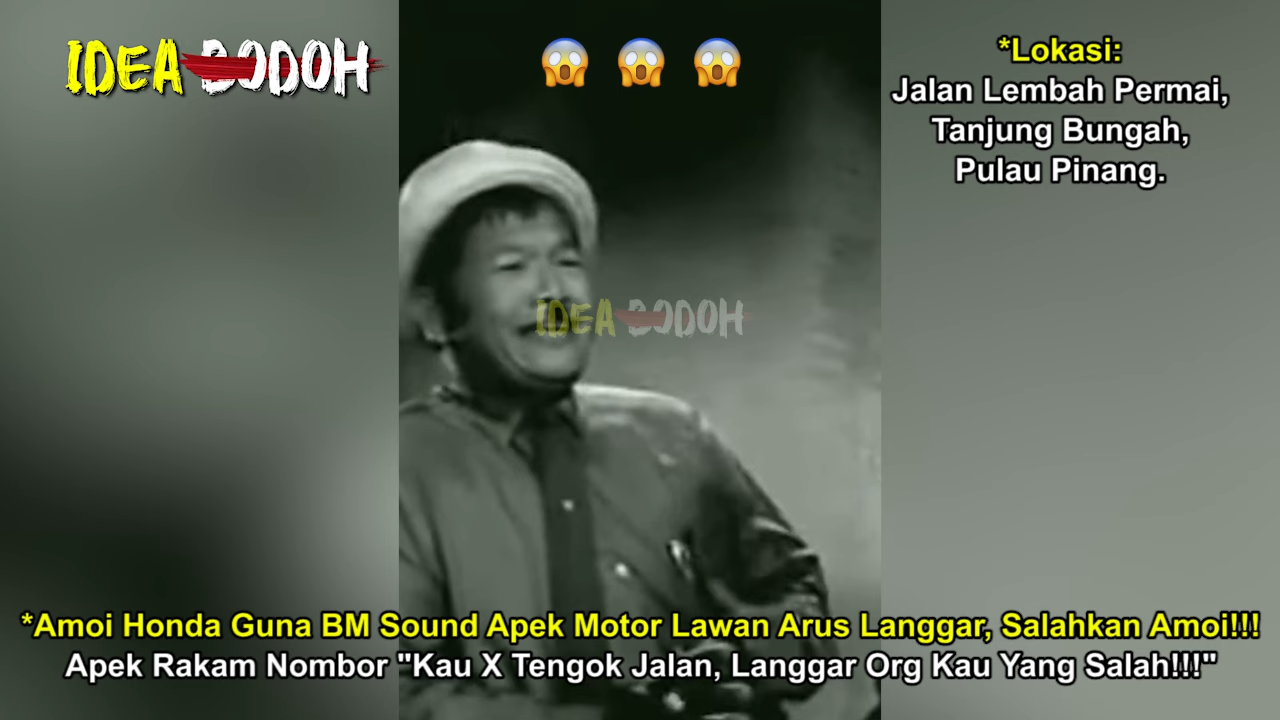 IDEA BODOH
😱 😱 😱
*Lokasi:
Jalan Lembah Permai,
Tanjung Bungah,
Pulau Pinang.
IDEA BODOH
*Amoi Honda Guna BM Sound Apek Motor Lawan Arus Langgar, Salahkan Amoi!!!
Apek Rakam Nombor "Kau X Tengok Jalan, Langgar Org Kau Yang Salah!!!"